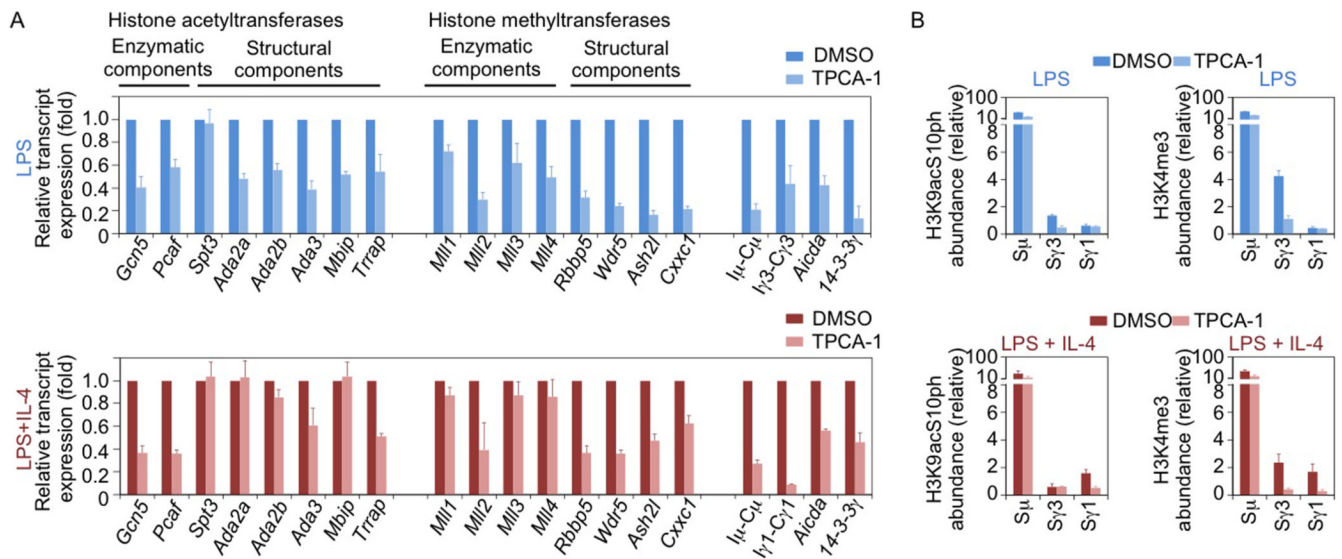 A
Histone acetyltransferases
Histone methyltransferases
Enzymatic components
Structural components
Enzymatic components
Structural components
DMSO
TPCA-1
LPS
Relative transcript expression (fold)
1.0
0.8
0.6
0.4
0.2
0
Gcn5
Pcaf
Spt3
Ada2a
Ada2b
Ada3
Mbip
Trrap
Mll1
Mll2
Mll3
Mll4
Rbbp5
Wdr5
Ash2l
Cxxc1
Iμ-Cμ
Iγ3-Cγ3
Aicda
14-3-3γ
DMSO
TPCA-1
LPS+IL-4
Relative transcript expression (fold)
1.0
0.8
0.6
0.4
0.2
0
Gcn5
Pcaf
Spt3
Ada2a
Ada2b
Ada3
Mbip
Trrap
Mll1
Mll2
Mll3
Mll4
Rbbp5
Wdr5
Ash2l
Cxxc1
Iμ-Cμ
Iγ1-Cγ1
Aicda
14-3-3γ
B
DMSO TPCA-1
LPS
H3K9acS10ph abundance (relative)
100
10
8
6
4
2
0
Sμ
Sγ3
Sγ1
LPS
H3K4me3 abundance (relative)
100
10
8
6
4
2
0
Sμ
Sγ3
Sγ1
DMSO TPCA-1
LPS + IL-4
H3K9acS10ph abundance (relative)
100
10
8
6
4
2
0
Sμ
Sγ3
Sγ1
LPS + IL-4
H3K4me3 abundance (relative)
100
10
8
6
4
2
0
Sμ
Sγ3
Sγ1